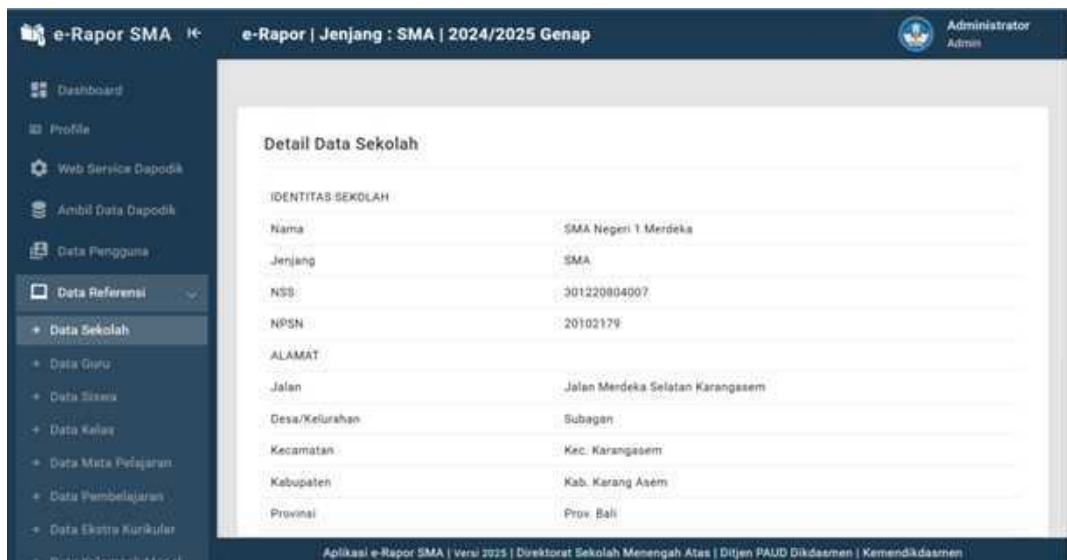 e-Rapor SMA
e-Rapor | Jenjang : SMA | 2024/2025 Genap
Administrator
Admin
Dashboard
Profile
Web Service Dapodik
Ambil Data Dapodik
Data Pengguna
Data Referensi
+ Data Sekolah
+ Data Guru
+ Data Siswa
+ Data Kelas
+ Data Mata Pelajaran
+ Data Pembelajaran
+ Data Ekstra Kurikuler
Detail Data Sekolah
IDENTITAS SEKOLAH
Nama SMA Negeri 1 Merdeka
Jenjang SMA
NSS 301220804007
NPSN 20102179
ALAMAT
Jalan Jalan Merdeka Selatan Karangasem
Desa/Kelurahan Subagan
Kecamatan Kec. Karangasem
Kabupaten Kab. Karang Asem
Provinsi Prov. Bali
Aplikasi e-Rapor SMA | Versi 2025 | Direktorat Sekolah Menengah Atas | Ditjen PAUD Dikdasmen | Kemendikdasmen